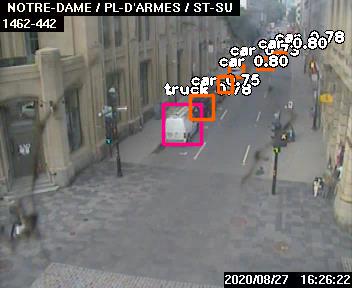 NOTRE-DAME / PL-D'ARMES / ST-SU
1462-442
car 0.78
car 0.80
car 0.80
car 0.75
truck 0.78
2020/08/27 16:26:22